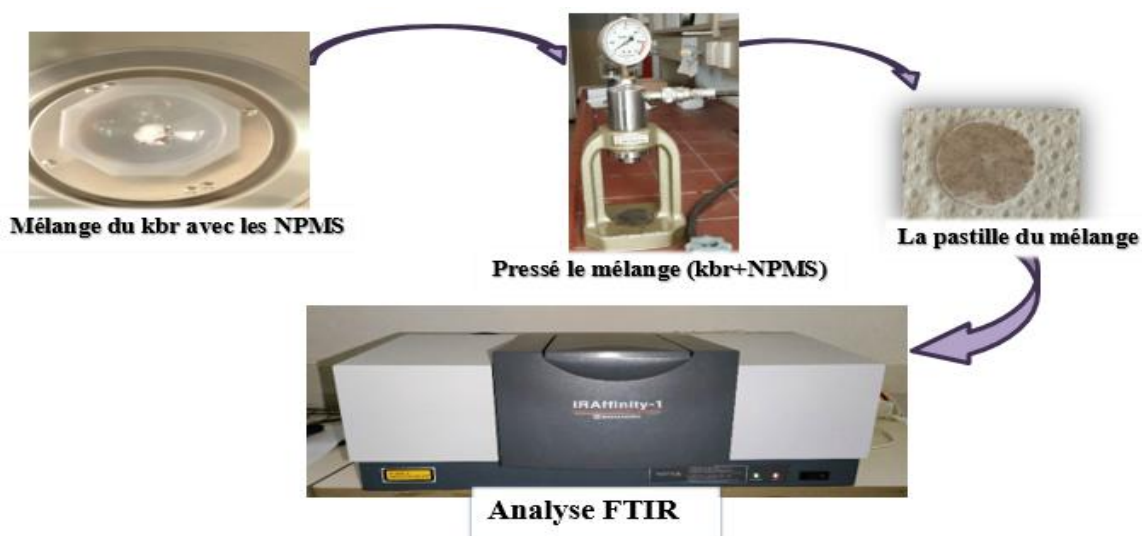 Mélange du kbr avec les NPMS
Pressé le mélange (kbr+NPMS)
La pastille du mélange
IRAffinity-1
Analyse FTIR